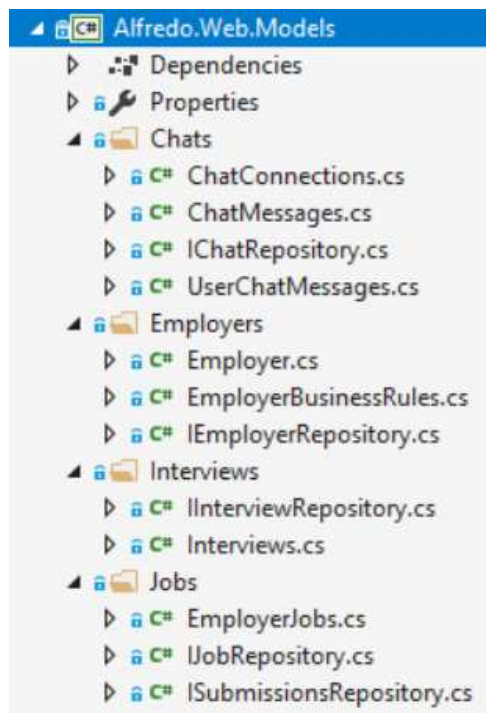 C# Alfredo.Web.Models
Dependencies
Properties
Chats
C# ChatConnections.cs
C# ChatMessages.cs
C# IChatRepository.cs
C# UserChatMessages.cs
Employers
C# Employer.cs
C# EmployerBusinessRules.cs
C# IEmployerRepository.cs
Interviews
C# IInterviewRepository.cs
C# Interviews.cs
Jobs
C# EmployerJobs.cs
C# IJobRepository.cs
C# ISubmissionsRepository.cs